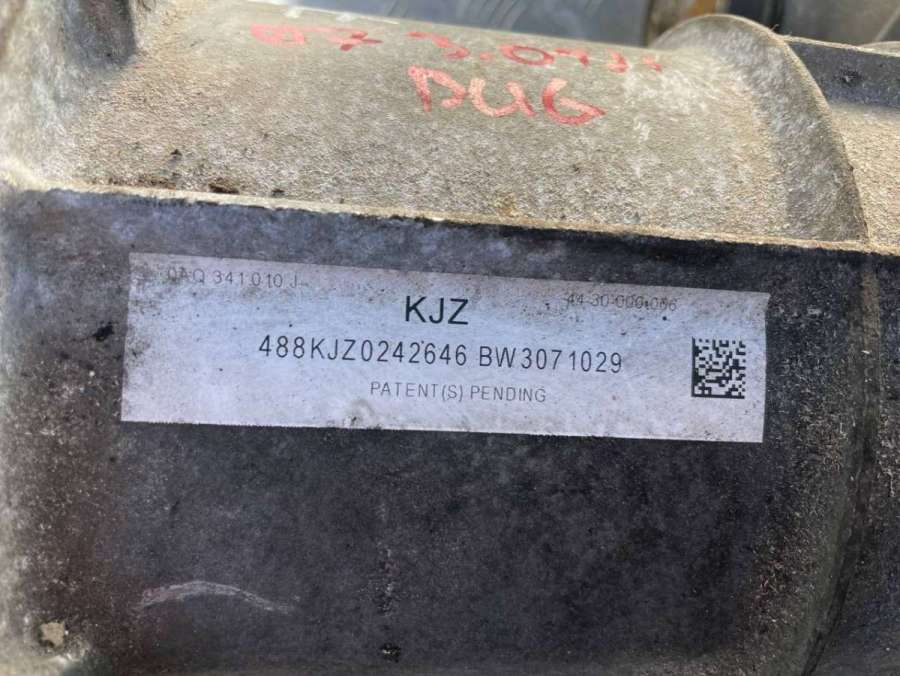 DUG
0AQ 341 010 J
44-30-000-066
KJZ
488KJZ0242646 BW3071029
PATENT(S) PENDING